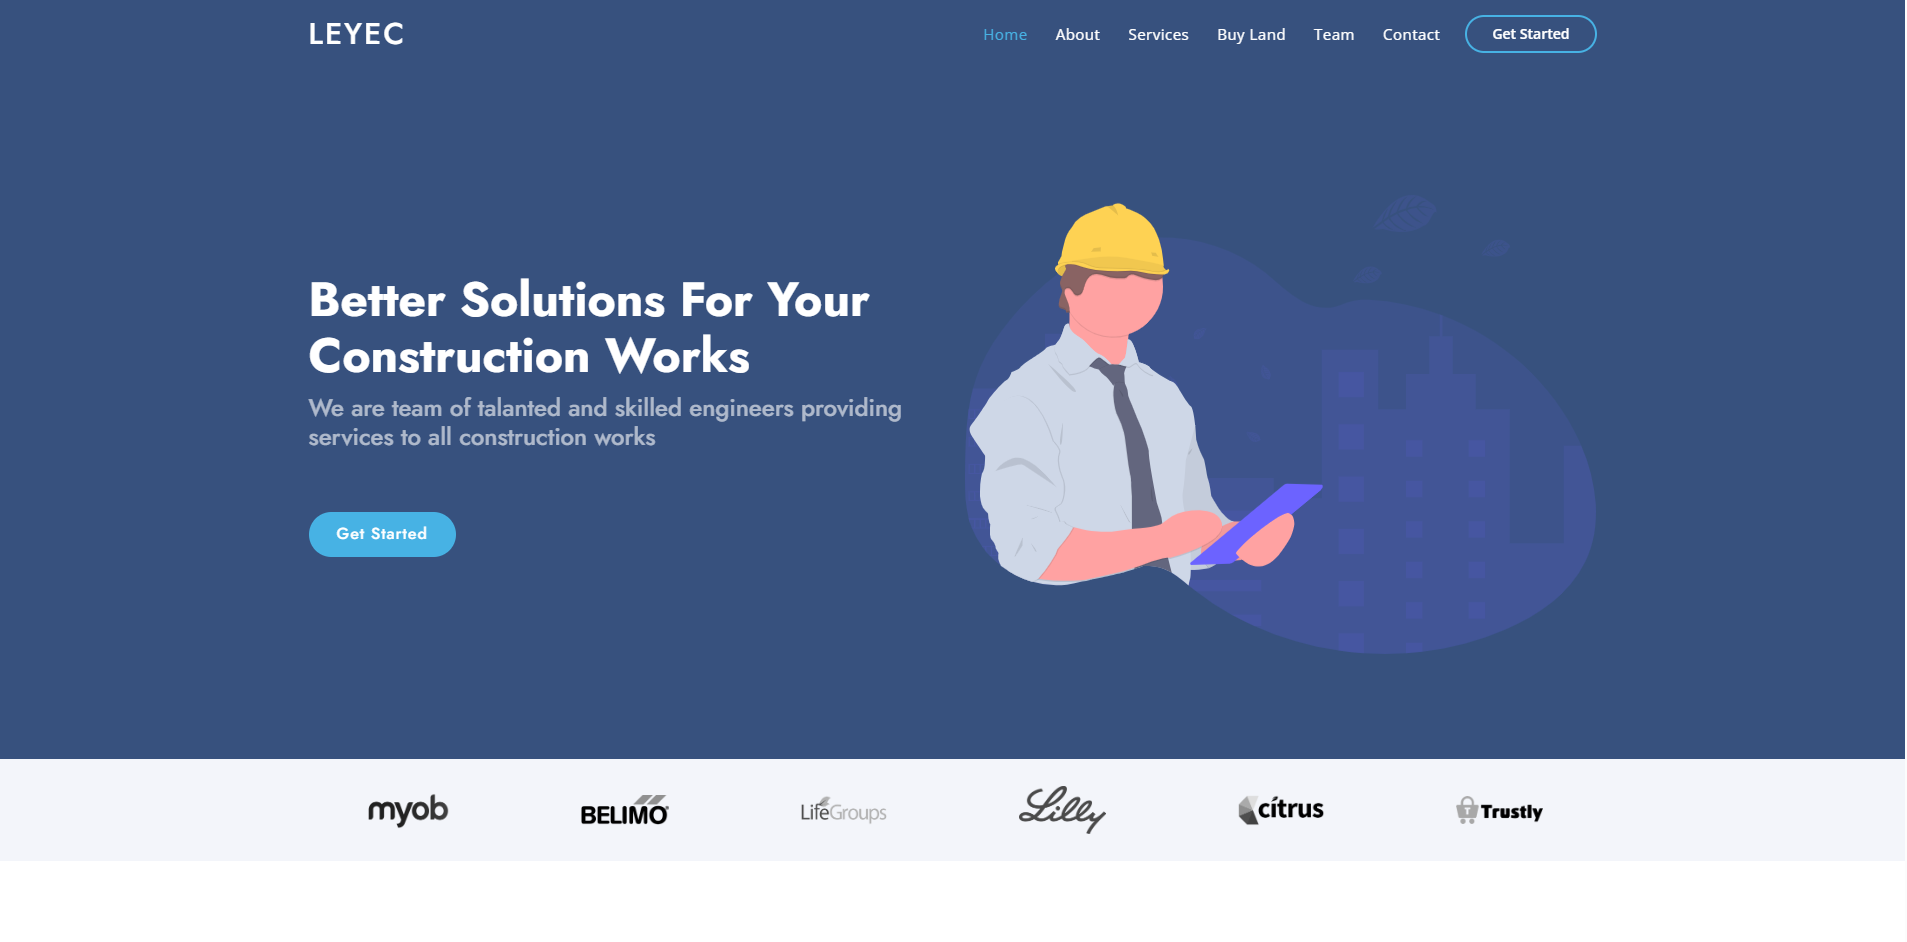 LEYEC
Home About Services Buy Land Team Contact Get Started
Better Solutions For Your
Construction Works
We are team of talanted and skilled engineers providing
services to all construction works
Get Started
myob BELIMO LifeGroups Lilly cítrus Trustly